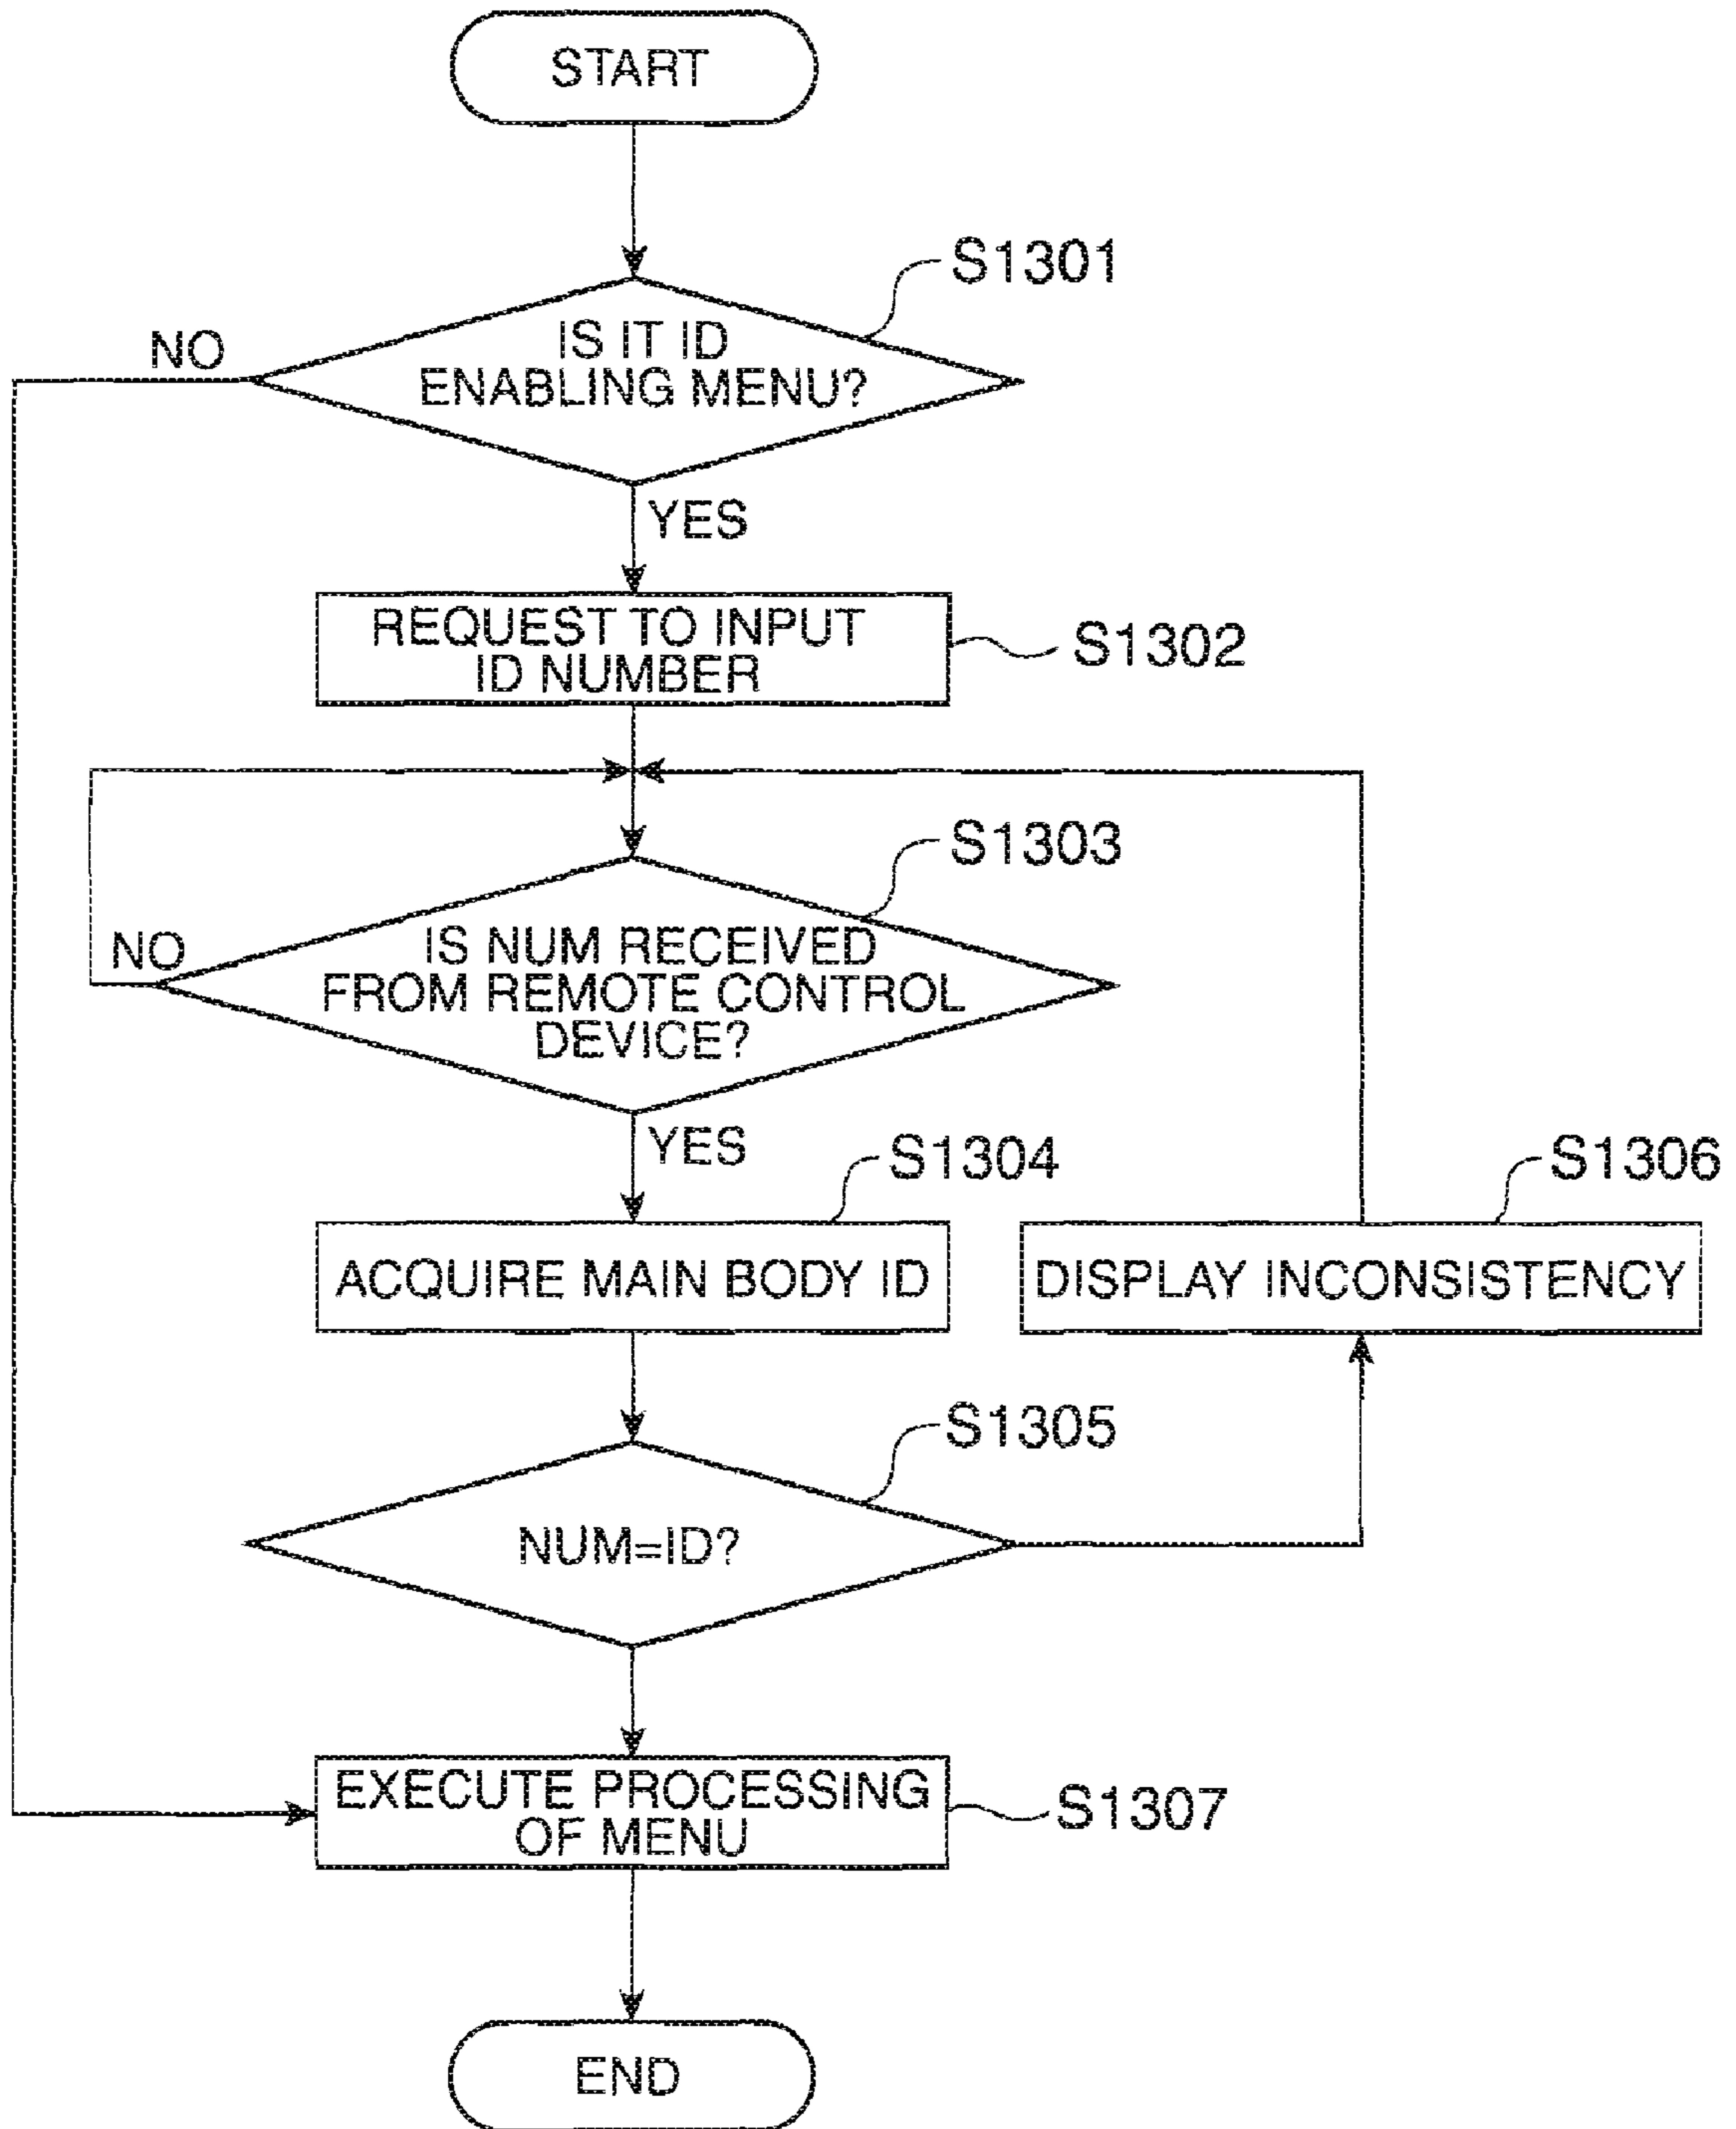 START
S1301
NO
IS IT ID
ENABLING MENU?
YES
REQUEST TO INPUT
ID NUMBER
S1302
S1303
NO
IS NUM RECEIVED
FROM REMOTE CONTROL
DEVICE?
YES
S1304
S1306
ACQUIRE MAIN BODY ID
DISPLAY INCONSISTENCY
S1305
NUM=ID?
EXECUTE PROCESSING
OF MENU
S1307
END